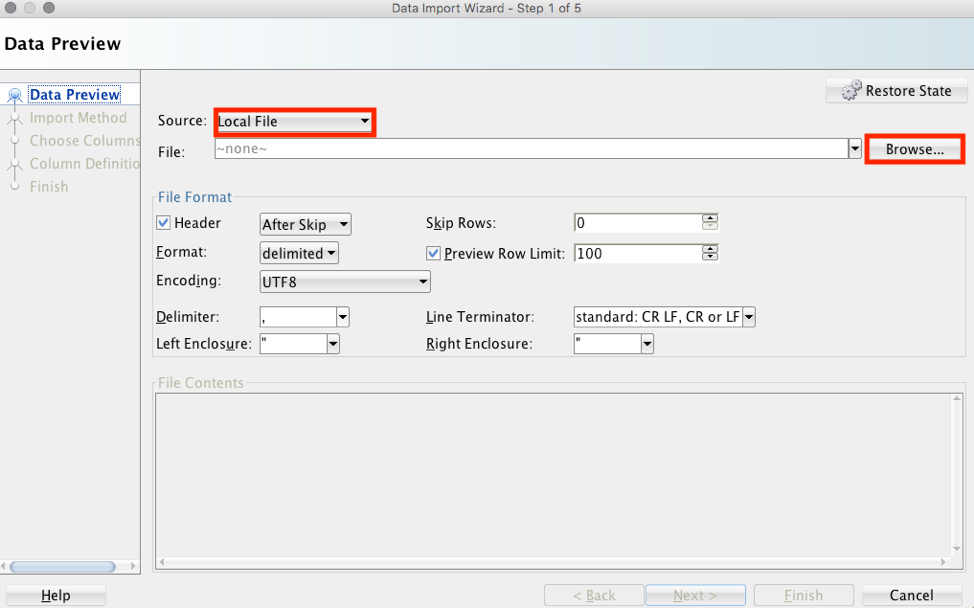 Data Import Wizard - Step 1 of 5
Data Preview
Data Preview
Import Method
Choose Columns
Column Definitio
Finish
Restore State
Source: Local File
File: ~none~ Browse...
File Format
Header After Skip Skip Rows: 0
Format: delimited Preview Row Limit: 100
Encoding: UTF8
Delimiter: , Line Terminator: standard: CR LF, CR or LF
Left Enclosure: " Right Enclosure: "
File Contents
Help < Back Next > Finish Cancel